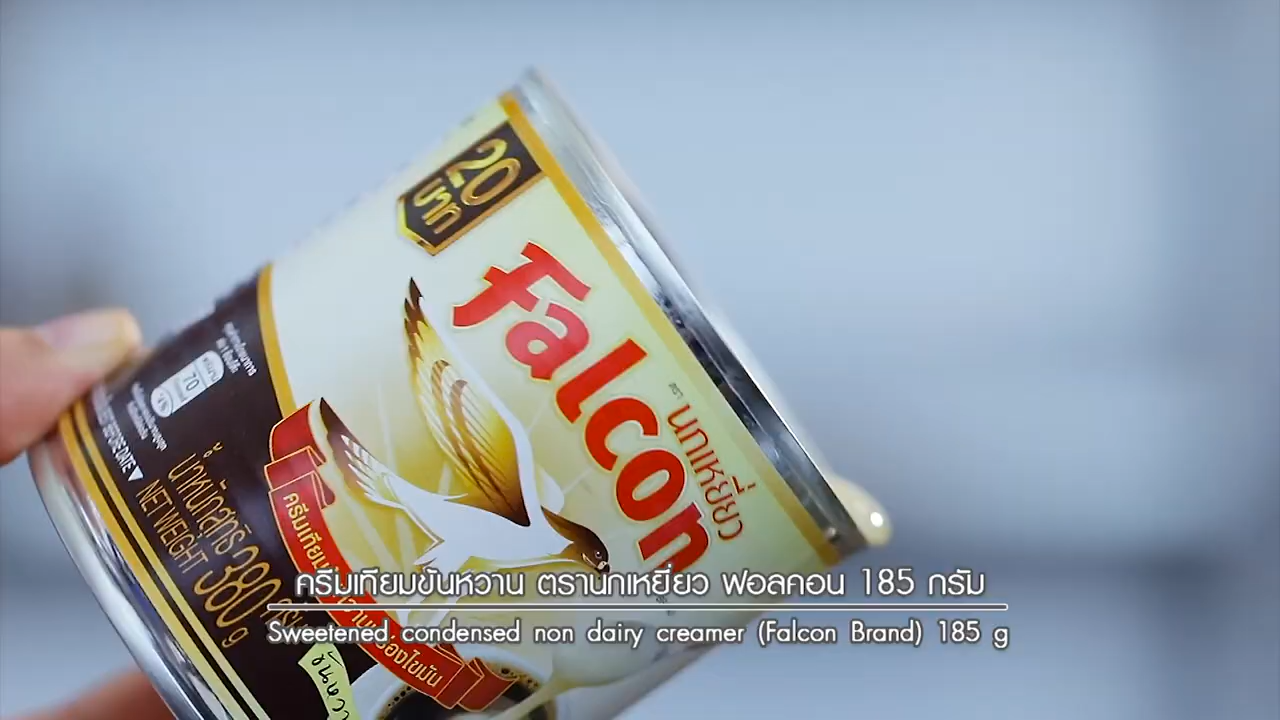 20
บาท
Falcon
ตรา
นกเหยี่ยว
70
BEFORE DATE
น้ำหนักสุทธิ
NET WEIGHT 380 g
ครีมเทียมข้นหวาน ตรานกเหยี่ยว ฟอลคอน 185 กรัม
Sweetened condensed non dairy creamer (Falcon Brand) 185 g